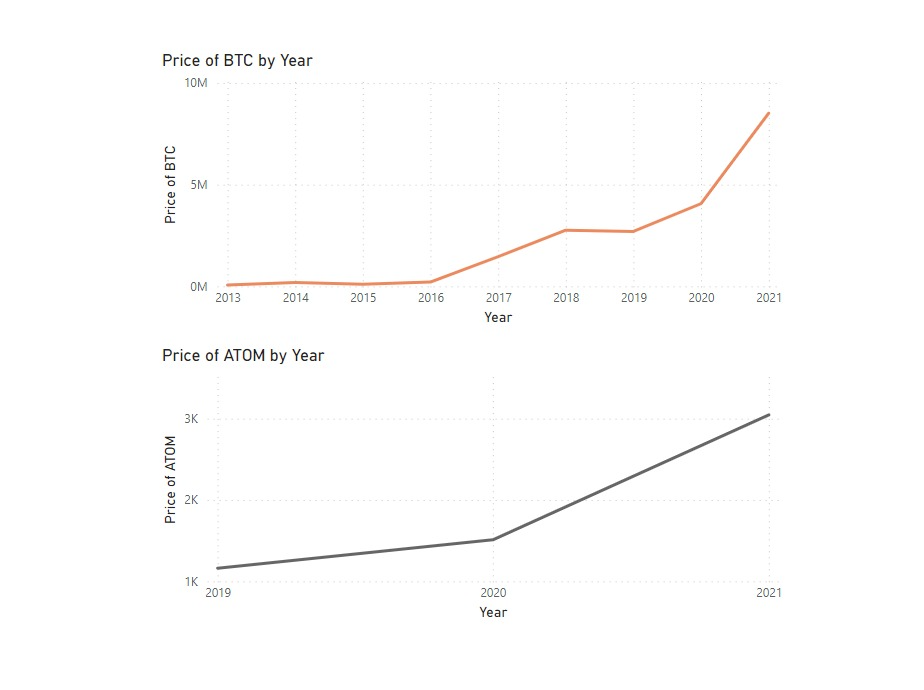 Price of BTC by Year
10M
5M
0M
Price of BTC
2013 2014 2015 2016 2017 2018 2019 2020 2021
Year
Price of ATOM by Year
3K
2K
1K
Price of ATOM
2019 2020 2021
Year